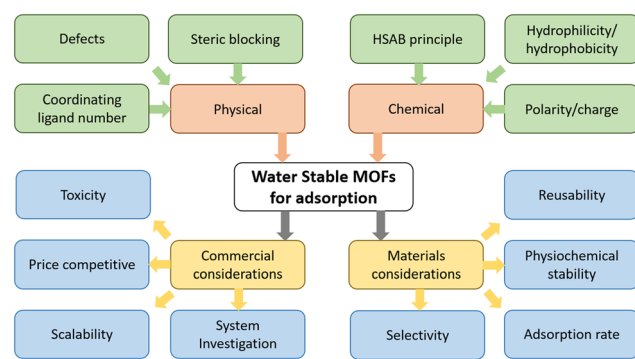 Defects
Steric blocking
HSAB principle
Hydrophilicity/
hydrophobicity
Coordinating
ligand number
Physical
Chemical
Polarity/charge
Water Stable MOFs
for adsorption
Toxicity
Reusability
Price competitive
Commercial
considerations
Materials
considerations
Physiochemical
stability
Scalability
System
Investigation
Selectivity
Adsorption rate